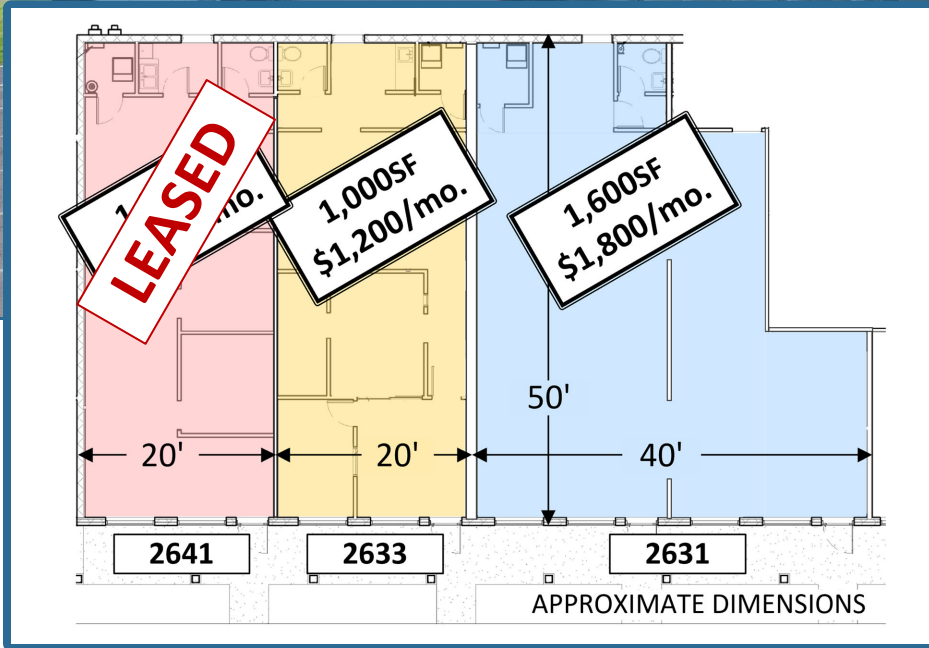 LEASED
1,000SF
$1,200/mo.
1,600SF
$1,800/mo.
50'
20'
20'
40'
2641
2633
2631
APPROXIMATE DIMENSIONS